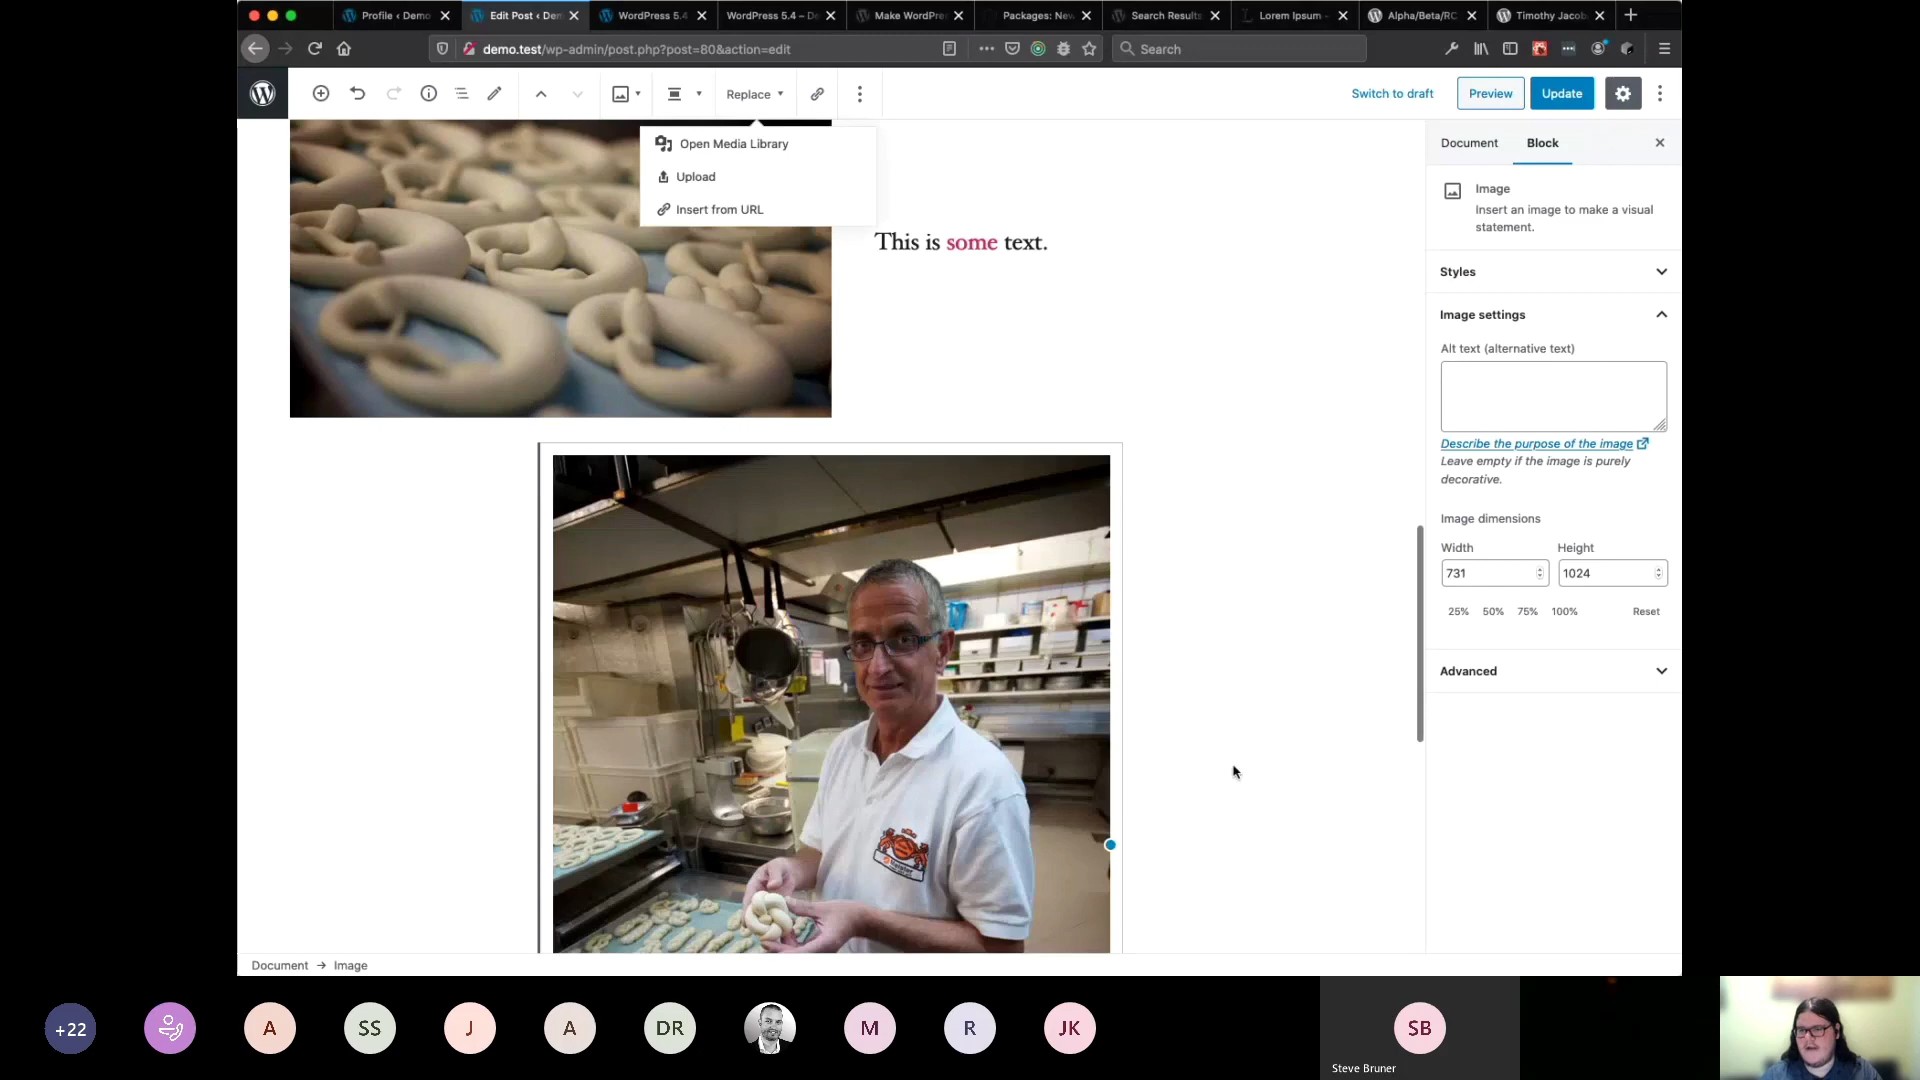 Profile ‹ Demo
Edit Post ‹ Dem
WordPress 5.4
WordPress 5.4 – De
Make WordPre
Packages: New
Search Results
Lorem Ipsum -
Alpha/Beta/RC
Timothy Jacob
demo.test/wp-admin/post.php?post=80&action=edit
Search
Replace
Switch to draft
Preview
Update
Open Media Library
Upload
Insert from URL
This is some text.
Document
Block
Image
Insert an image to make a visual
statement.
Styles
Image settings
Alt text (alternative text)
Describe the purpose of the image
Leave empty if the image is purely
decorative.
Image dimensions
Width
Height
731
1024
25%
50%
75%
100%
Reset
Advanced
Document → Image
+22
A
SS
J
A
DR
M
R
JK
SB
Steve Bruner